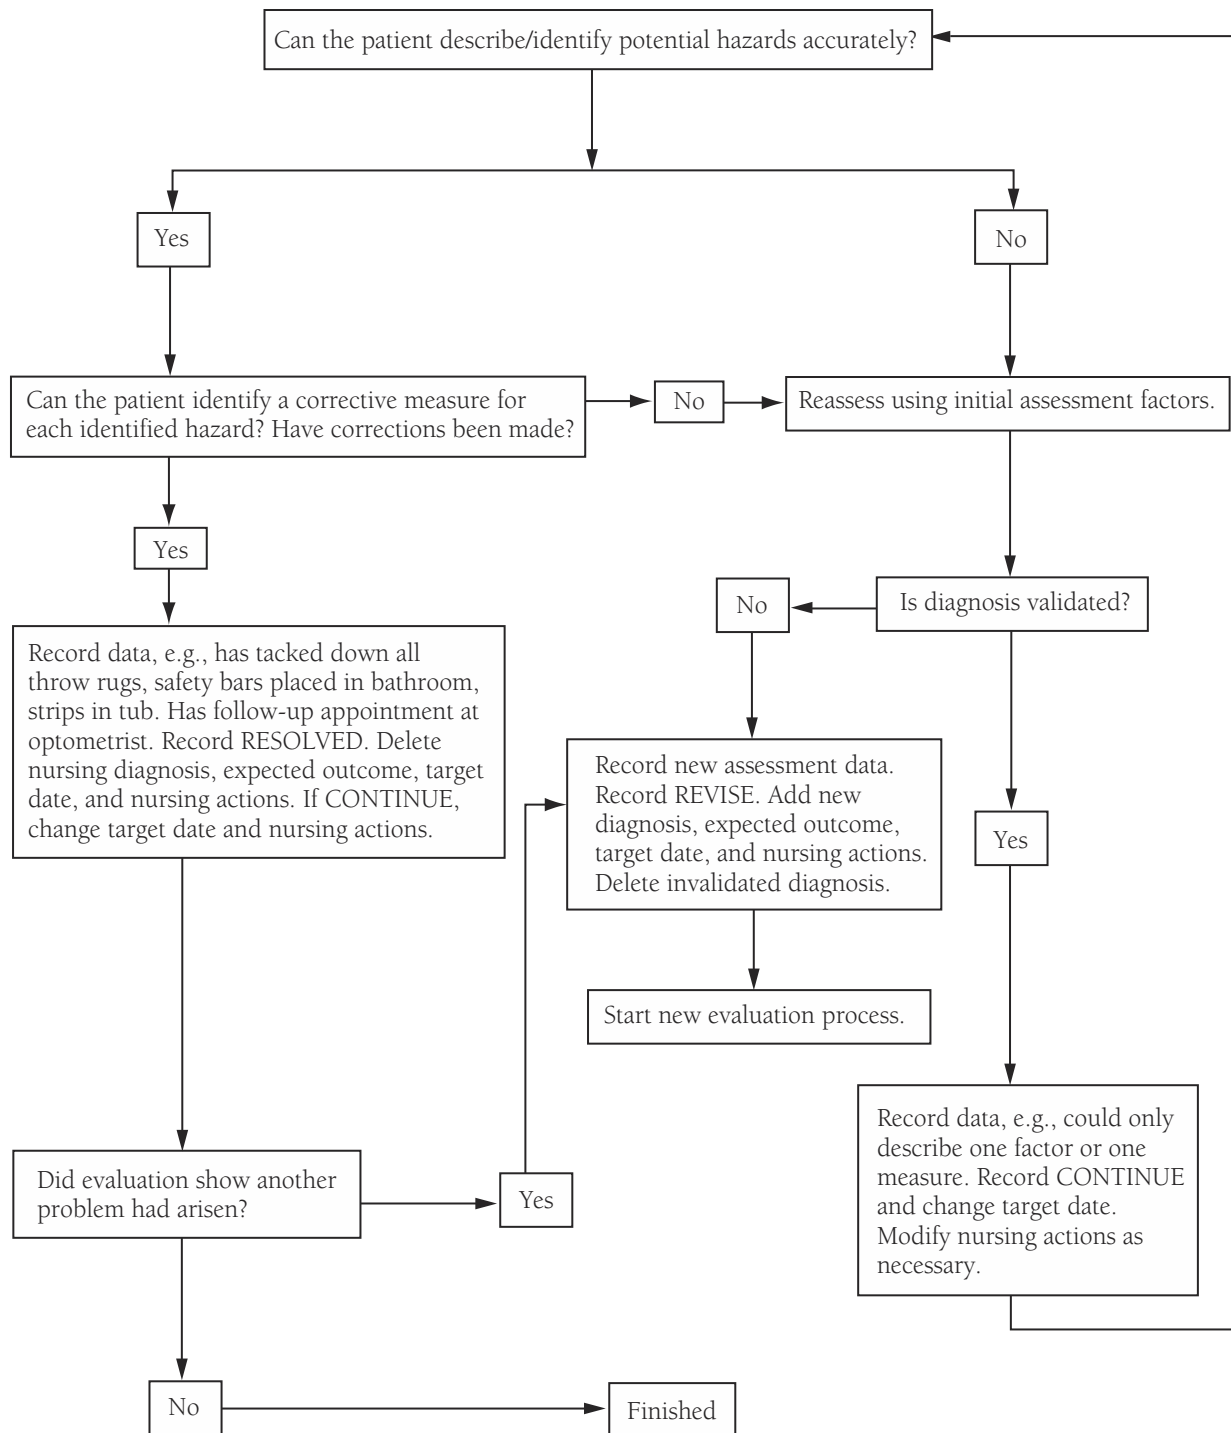 Can the patient describe/identify potential hazards accurately?
Yes
No
Can the patient identify a corrective measure for
each identified hazard? Have corrections been made?
No
Reassess using initial assessment factors.
Yes
No
Is diagnosis validated?
Record data, e.g., has tacked down all
throw rugs, safety bars placed in bathroom,
strips in tub. Has follow-up appointment at
optometrist. Record RESOLVED. Delete
nursing diagnosis, expected outcome, target
date, and nursing actions. If CONTINUE,
change target date and nursing actions.
Record new assessment data.
Record REVISE. Add new
diagnosis, expected outcome,
target date, and nursing actions.
Delete invalidated diagnosis.
Yes
Start new evaluation process.
Record data, e.g., could only
describe one factor or one
measure. Record CONTINUE
and change target date.
Modify nursing actions as
necessary.
Did evaluation show another
problem had arisen?
Yes
No
Finished